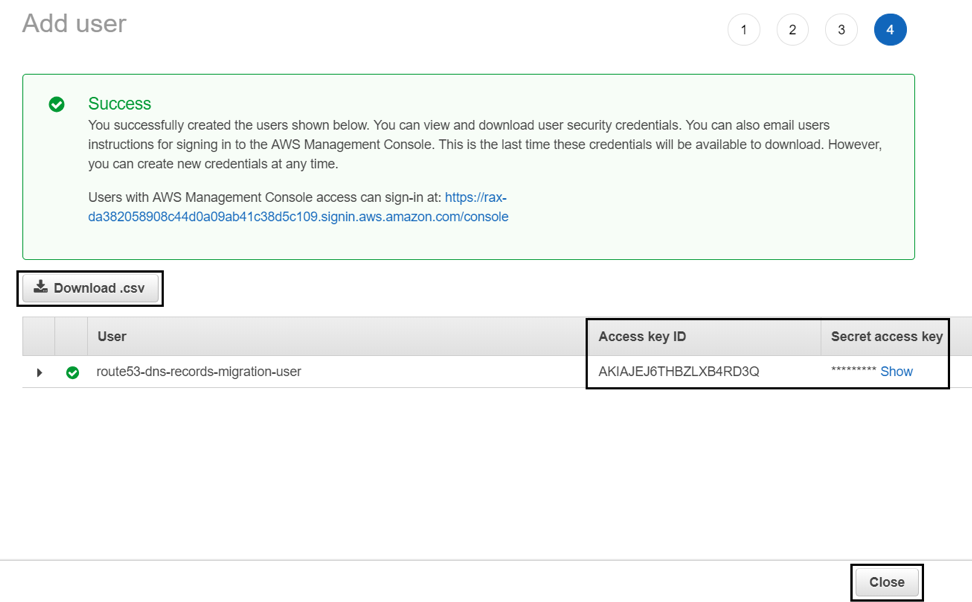 Add user
1 2 3 4
Success
You successfully created the users shown below. You can view and download user security credentials. You can also email users
instructions for signing in to the AWS Management Console. This is the last time these credentials will be available to download. However,
you can create new credentials at any time.
Users with AWS Management Console access can sign-in at: https://rax-
da382058908c44d0a09ab41c38d5c109.signin.aws.amazon.com/console
Download .csv
User Access key ID Secret access key
route53-dns-records-migration-user AKIAJEJ6THBZLXB4RD3Q ********* Show
Close